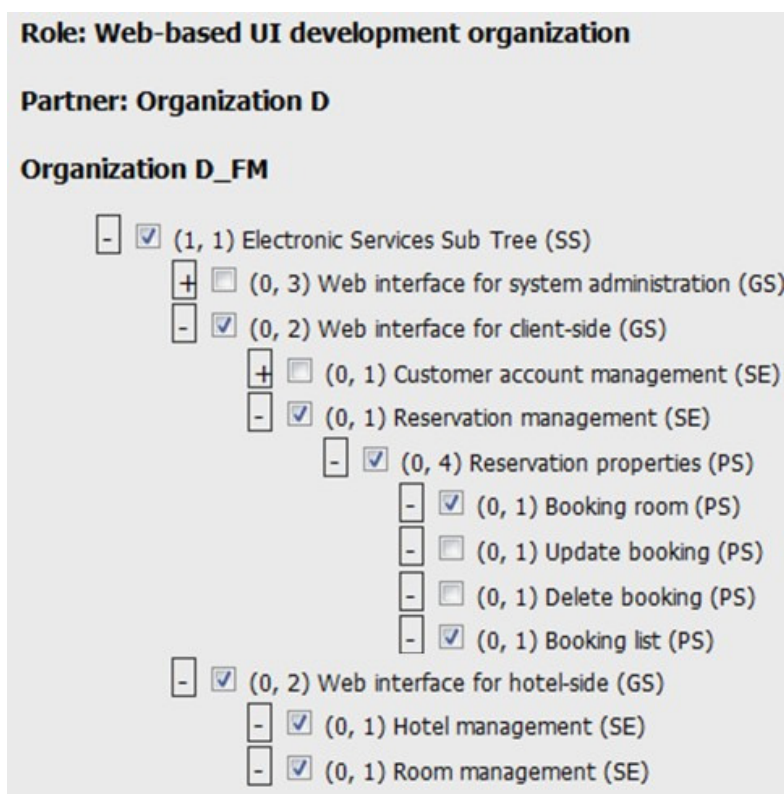 Role: Web-based UI development organization
Partner: Organization D
Organization D_FM
- (1, 1) Electronic Services Sub Tree (SS)
+ (0, 3) Web interface for system administration (GS)
- (0, 2) Web interface for client-side (GS)
+ (0, 1) Customer account management (SE)
- (0, 1) Reservation management (SE)
- (0, 4) Reservation properties (PS)
- (0, 1) Booking room (PS)
- (0, 1) Update booking (PS)
- (0, 1) Delete booking (PS)
- (0, 1) Booking list (PS)
- (0, 2) Web interface for hotel-side (GS)
- (0, 1) Hotel management (SE)
- (0, 1) Room management (SE)